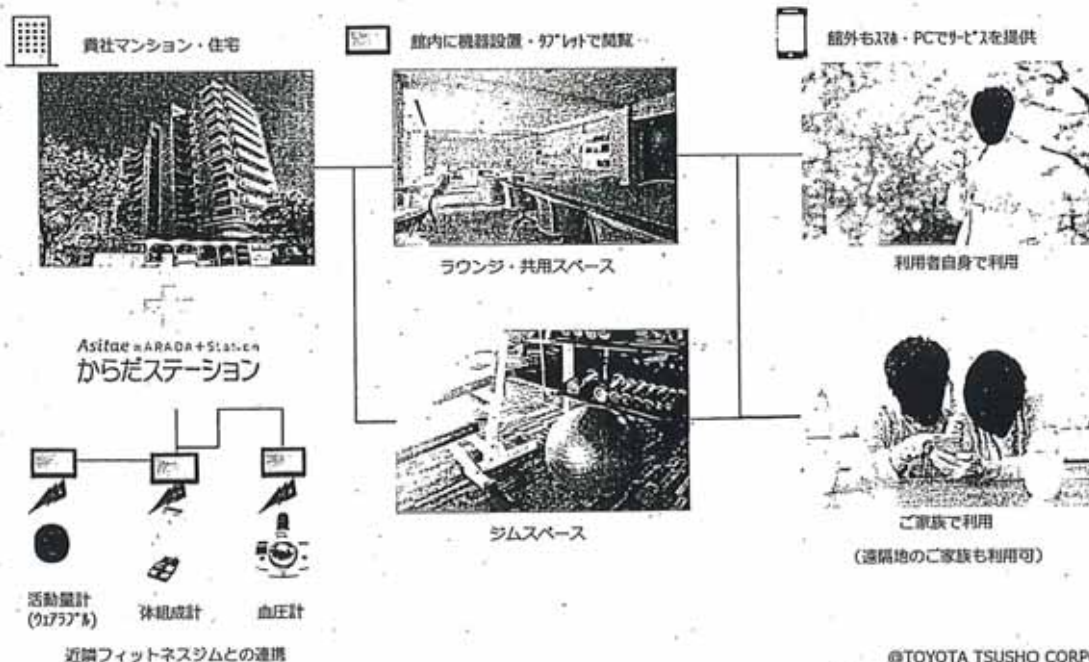 貴社マンション・住宅
館内に機器設置・タブレットで閲覧
館外もスマホ・PCでサービスを提供
ラウンジ・共用スペース
利用者自身で利用
Asitae KARADA+Station
からだステーション
ジムスペース
ご家族で利用
(遠隔地のご家族も利用可)
活動量計
(ウェアラブル)
体組成計
血圧計
近隣フィットネスジムとの連携
@TOYOTA TSUSHO CORP